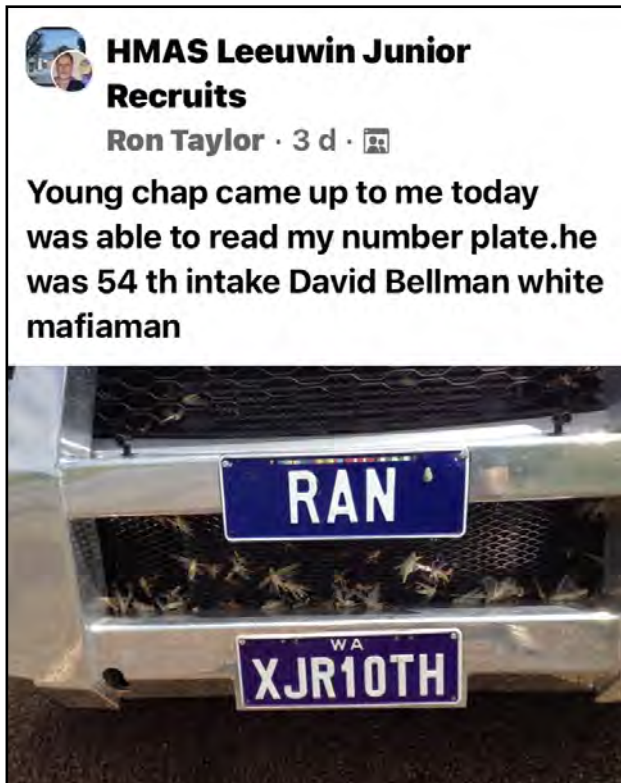 HMAS Leeuwin Junior
Recruits
Ron Taylor · 3 d ·
Young chap came up to me today
was able to read my number plate.he
was 54 th intake David Bellman white
mafiaman
RAN
WA
XJR10TH